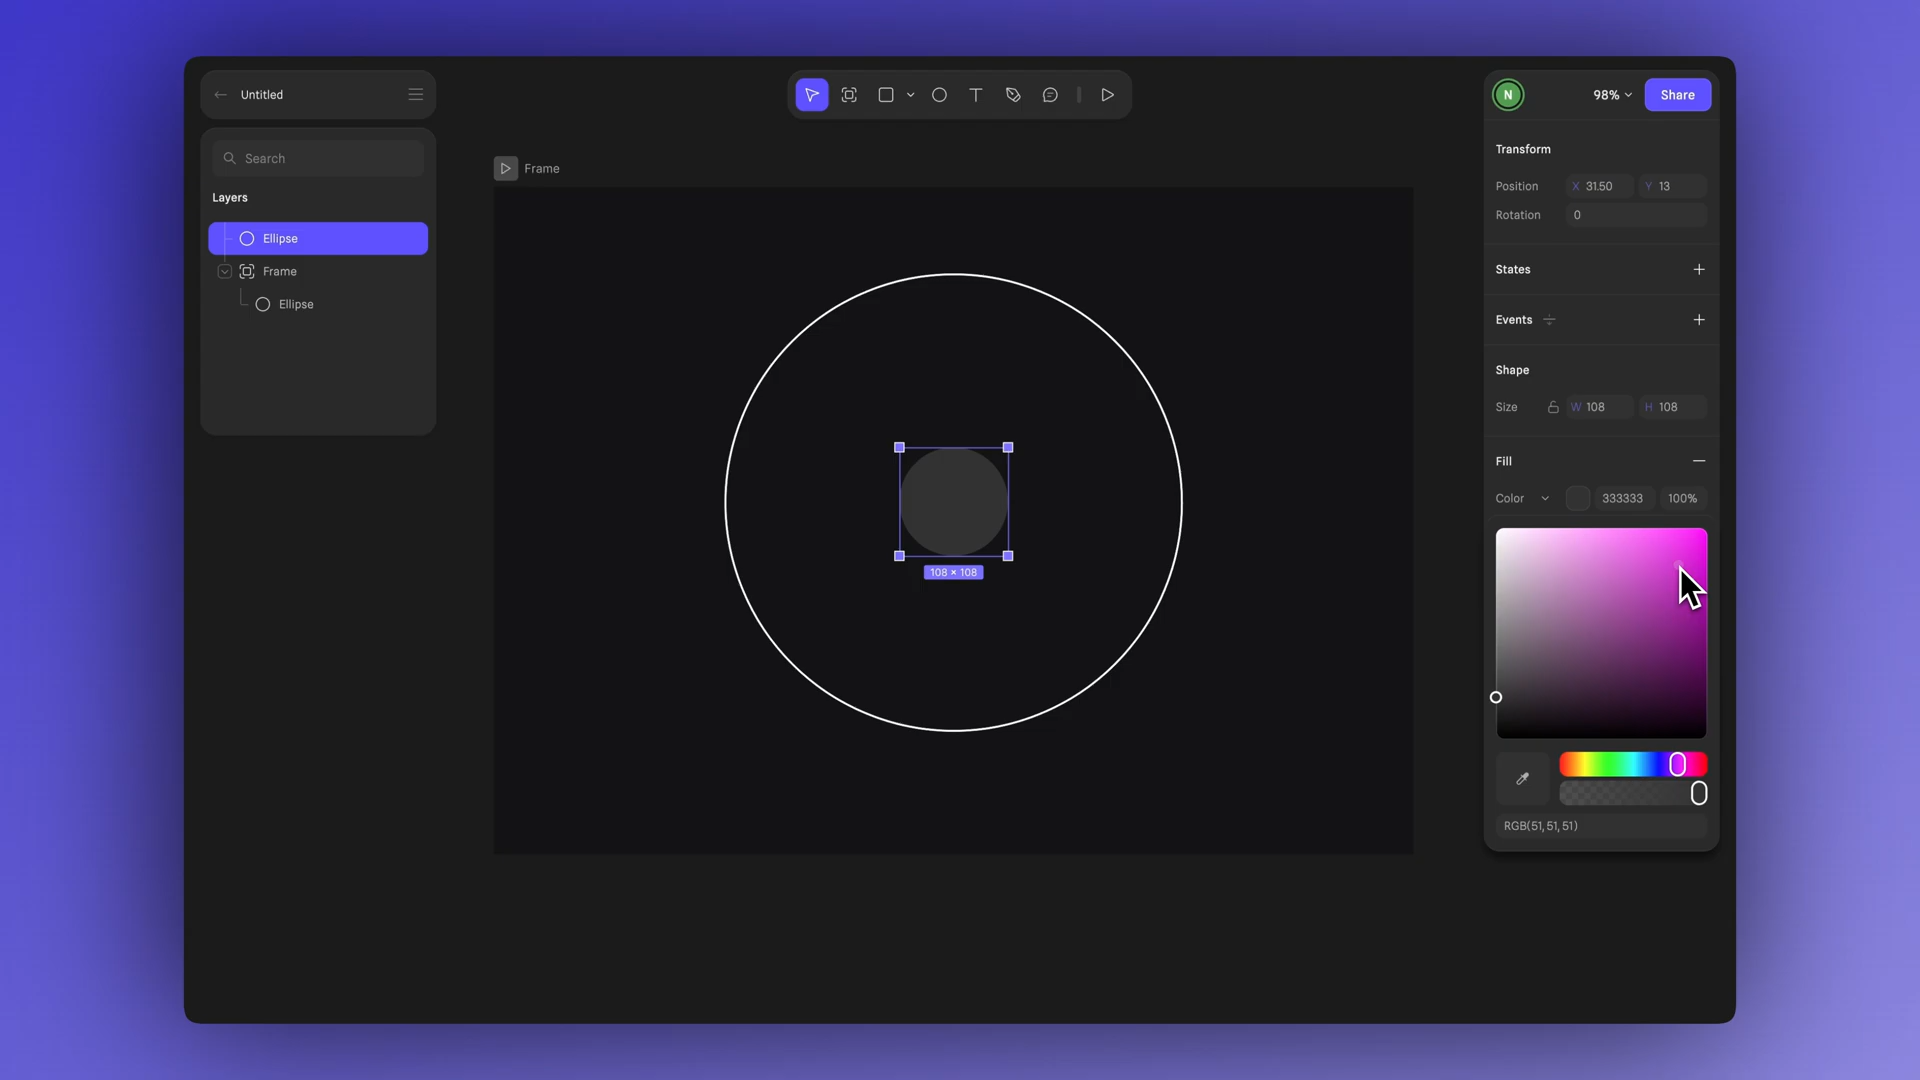 Untitled
N
98%
Share
Search
Layers
Ellipse
Frame
Ellipse
Frame
108 × 108
Transform
Position X 31.50 Y 13
Rotation 0
States
Events
Shape
Size W 108 H 108
Fill
Color 333333 100%
RGB(51, 51, 51)